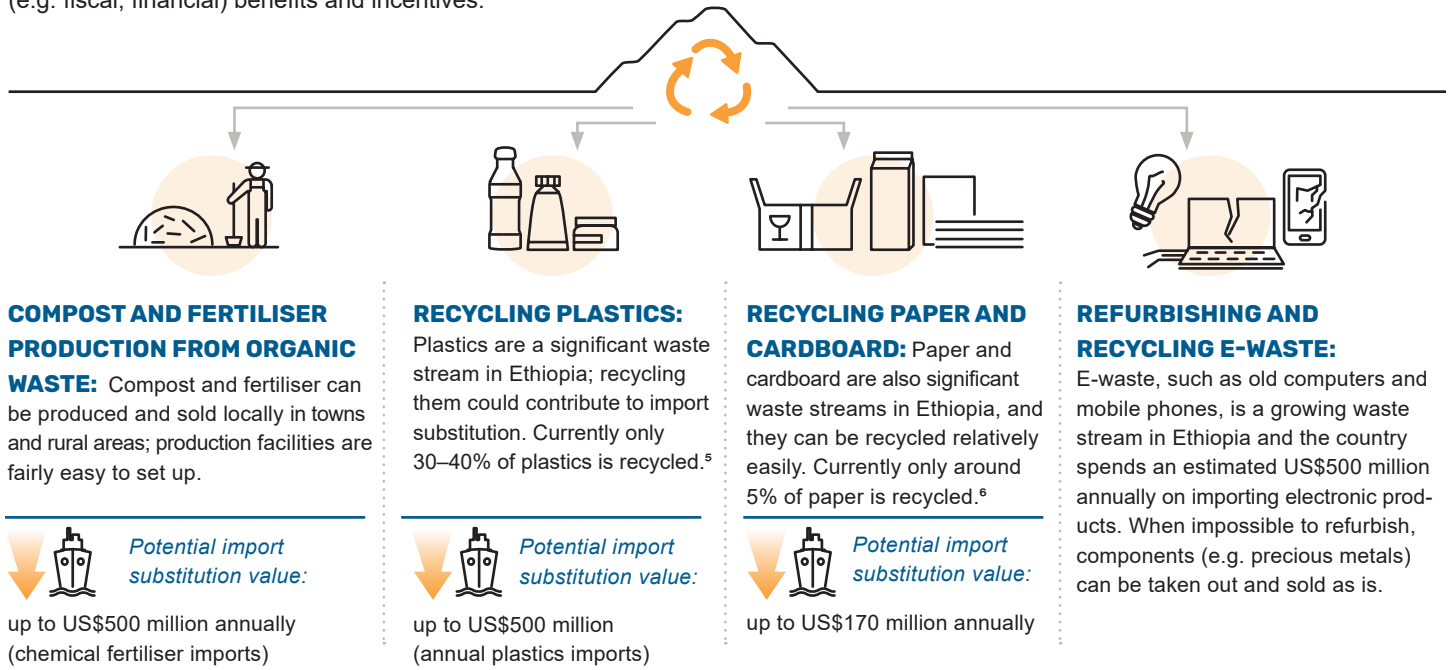 (e.g. fiscal, financial) benefits and incentives.
COMPOST AND FERTILISER
PRODUCTION FROM ORGANIC
WASTE: Compost and fertiliser can
be produced and sold locally in towns
and rural areas; production facilities are
fairly easy to set up.
Potential import
substitution value:
up to US$500 million annually
(chemical fertiliser imports)
RECYCLING PLASTICS:
Plastics are a significant waste
stream in Ethiopia; recycling
them could contribute to import
substitution. Currently only
30–40% of plastics is recycled.⁵
Potential import
substitution value:
up to US$500 million
(annual plastics imports)
RECYCLING PAPER AND
CARDBOARD: Paper and
cardboard are also significant
waste streams in Ethiopia, and
they can be recycled relatively
easily. Currently only around
5% of paper is recycled.⁶
Potential import
substitution value:
up to US$170 million annually
REFURBISHING AND
RECYCLING E-WASTE:
E-waste, such as old computers and
mobile phones, is a growing waste
stream in Ethiopia and the country
spends an estimated US$500 million
annually on importing electronic prod-
ucts. When impossible to refurbish,
components (e.g. precious metals)
can be taken out and sold as is.